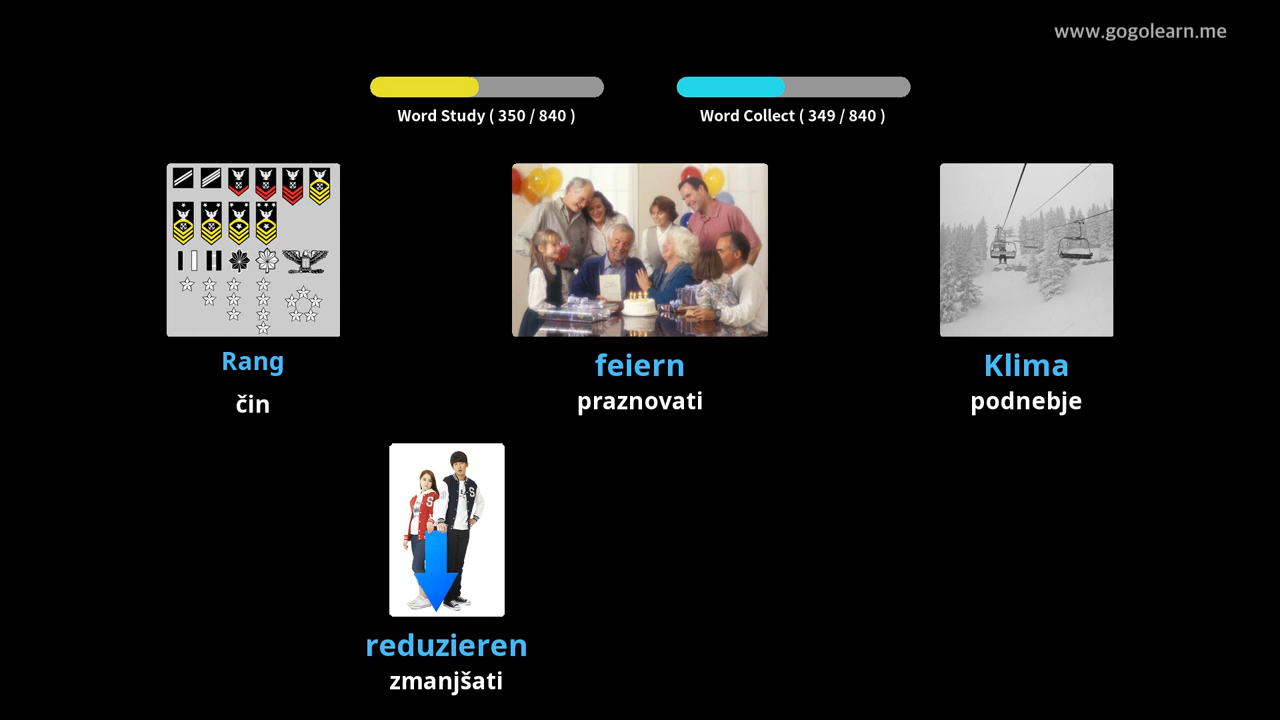 www.gogolearn.me
Word Study ( 350 / 840 )
Word Collect ( 349 / 840 )
Rang
čin
feiern
praznovati
Klima
podnebje
reduzieren
zmanjšati